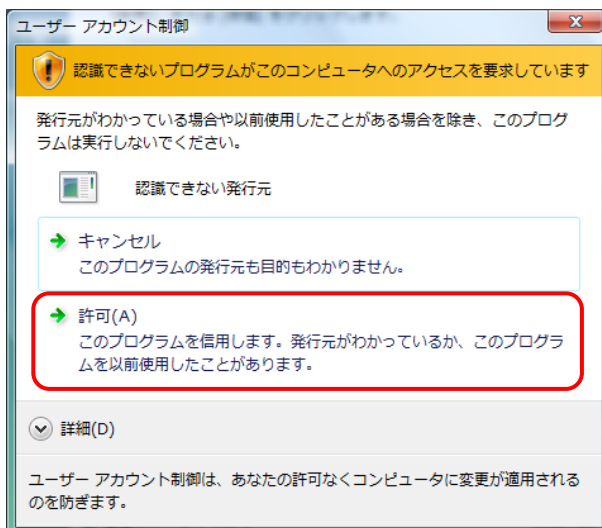 ユーザー アカウント制御
認識できないプログラムがこのコンピュータへのアクセスを要求しています
発行元がわかっている場合や以前使用したことがある場合を除き、このプログ
ラムは実行しないでください。
認識できない発行元
キャンセル
このプログラムの発行元も目的もわかりません。
許可(A)
このプログラムを信用します。発行元がわかっているか、このプログラ
ムを以前使用したことがあります。
詳細(D)
ユーザー アカウント制御は、あなたの許可なくコンピュータに変更が適用される
のを防ぎます。